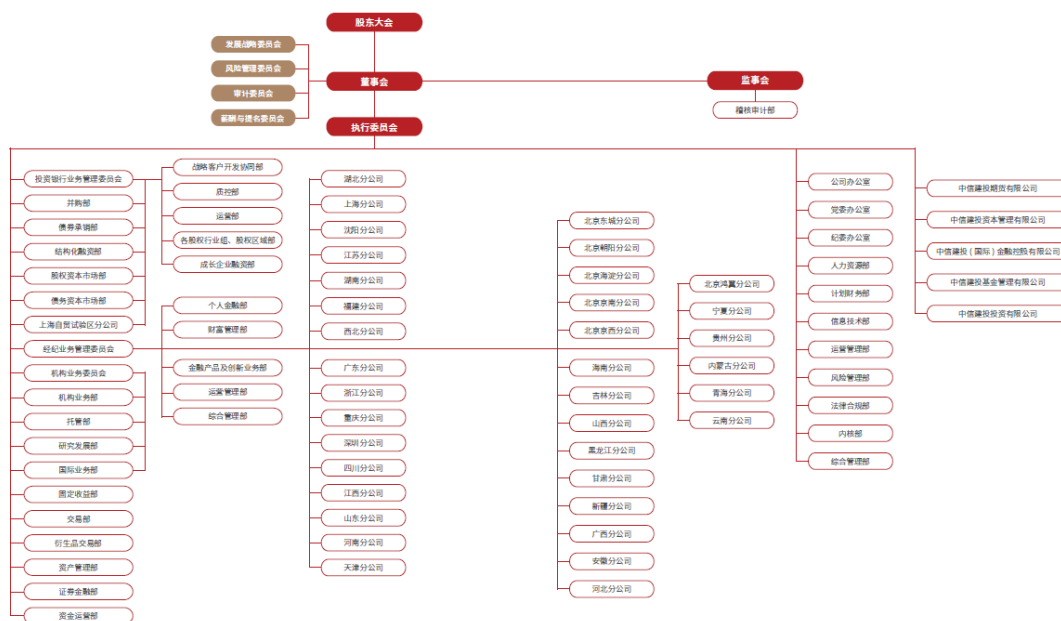 股东大会
发展战略委员会
风险管理委员会
审计委员会
薪酬与提名委员会
董事会
监事会
稽核审计部
执行委员会
投资银行业务管理委员会
并购部
债券承销部
结构化融资部
股权资本市场部
债务资本市场部
上海自贸试验区分公司
经纪业务管理委员会
机构业务委员会
机构业务部
托管部
研究发展部
国际业务部
固定收益部
交易部
衍生品交易部
资产管理部
证券金融部
资金运营部
战略客户开发协同部
质控部
运营部
各股权行业组、股权区域部
成长企业融资部
个人金融部
财富管理部
金融产品及创新业务部
运营管理部
综合管理部
湖北分公司
上海分公司
沈阳分公司
江苏分公司
湖南分公司
福建分公司
西北分公司
广东分公司
浙江分公司
重庆分公司
深圳分公司
四川分公司
江西分公司
山东分公司
河南分公司
天津分公司
北京东城分公司
北京朝阳分公司
北京海淀分公司
北京京南分公司
北京京西分公司
海南分公司
吉林分公司
山西分公司
黑龙江分公司
甘肃分公司
新疆分公司
广西分公司
安徽分公司
河北分公司
北京鸿翼分公司
宁夏分公司
贵州分公司
内蒙古分公司
青海分公司
云南分公司
公司办公室
党委办公室
纪委办公室
人力资源部
计划财务部
信息技术部
运营管理部
风险管理部
法律合规部
内核部
综合管理部
中信建投期货有限公司
中信建投资本管理有限公司
中信建投（国际）金融控股有限公司
中信建投基金管理有限公司
中信建投投资有限公司